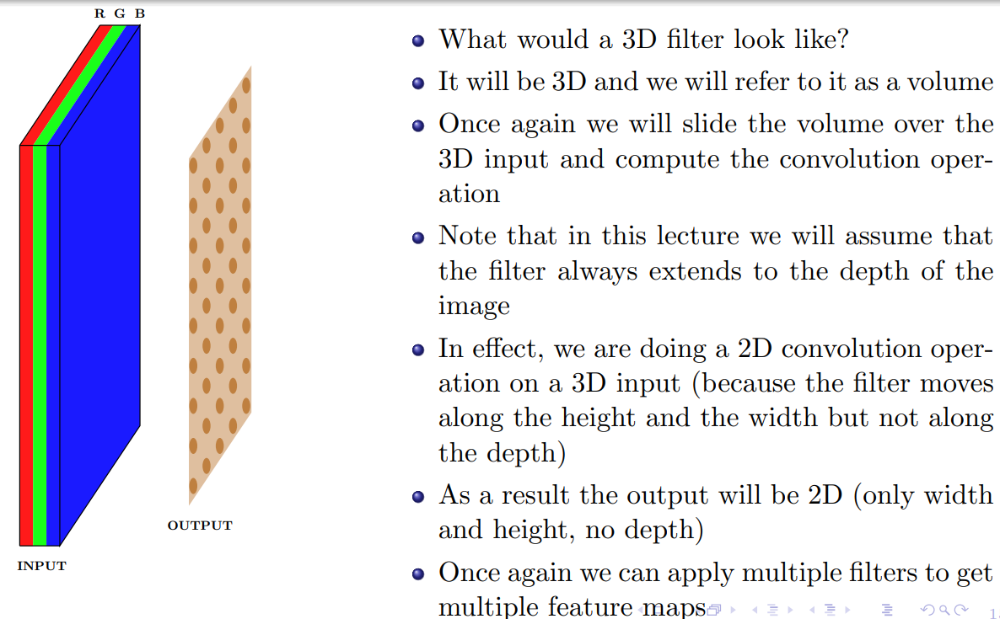 R G B
INPUT
OUTPUT
What would a 3D filter look like?
It will be 3D and we will refer to it as a volume
Once again we will slide the volume over the
3D input and compute the convolution oper-
ation
Note that in this lecture we will assume that
the filter always extends to the depth of the
image
In effect, we are doing a 2D convolution oper-
ation on a 3D input (because the filter moves
along the height and the width but not along
the depth)
As a result the output will be 2D (only width
and height, no depth)
Once again we can apply multiple filters to get
multiple feature maps